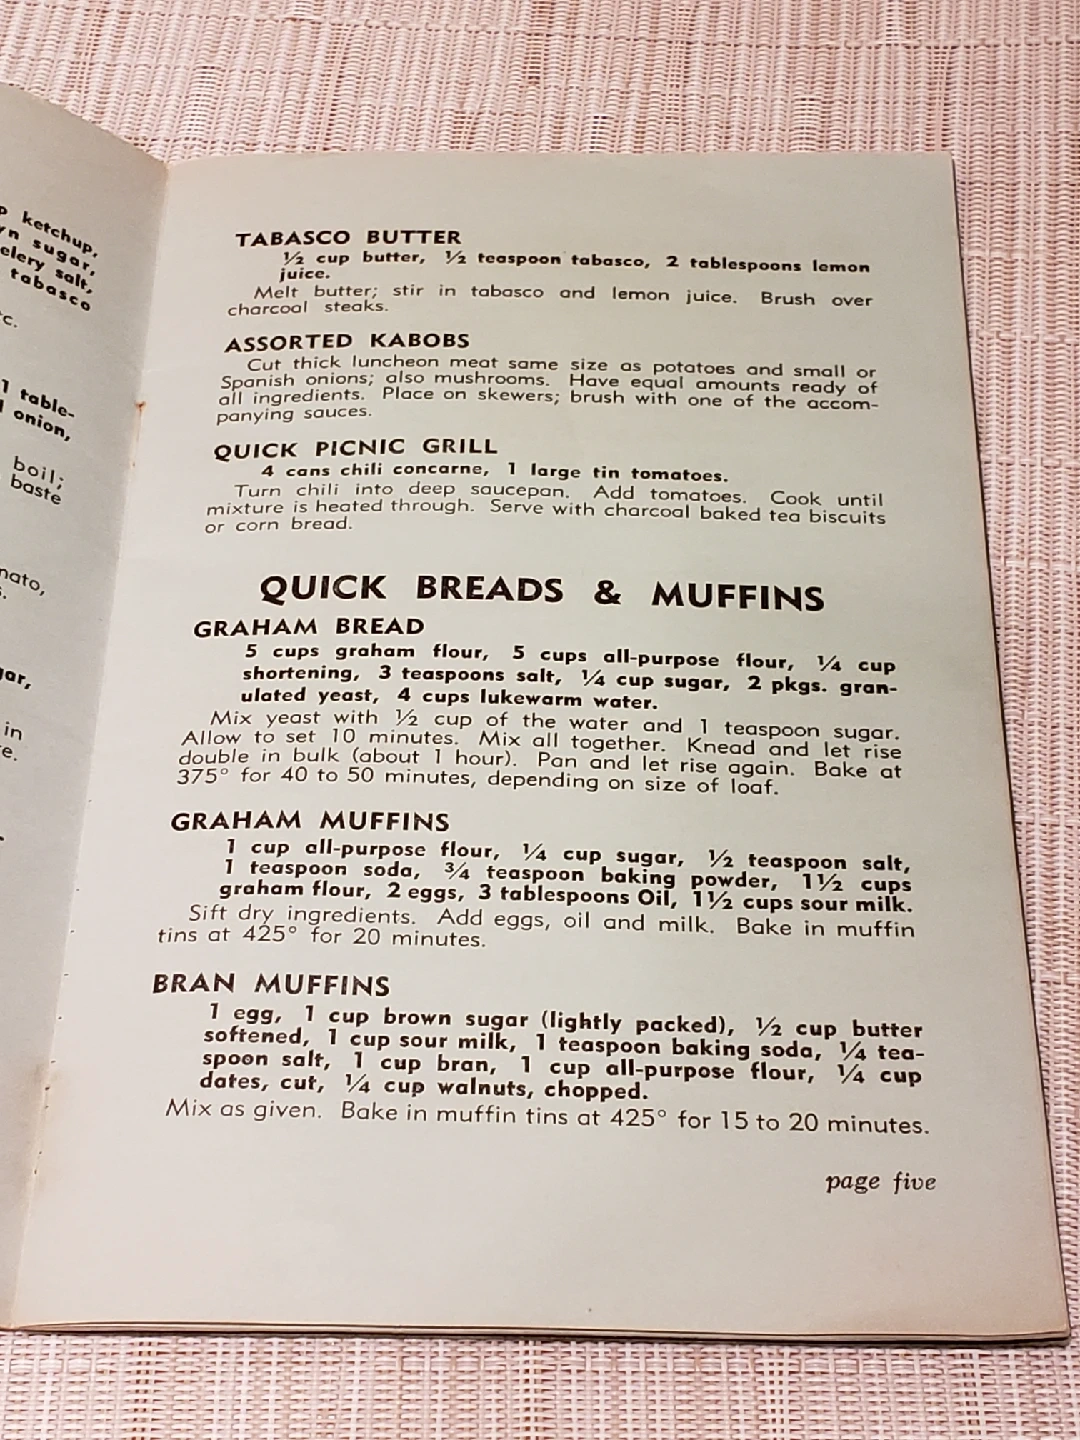 ketchup,
sugar,
salt,
tabasco
1 table-
onion,
boil;
baste
in
TABASCO BUTTER
½ cup butter, ½ teaspoon tabasco, 2 tablespoons lemon
juice.
Melt butter; stir in tabasco and lemon juice. Brush over
charcoal steaks.
ASSORTED KABOBS
Cut thick luncheon meat same size as potatoes and small or
Spanish onions; also mushrooms. Have equal amounts ready of
all ingredients. Place on skewers; brush with one of the accom-
panying sauces.
QUICK PICNIC GRILL
4 cans chili concarne, 1 large tin tomatoes.
Turn chili into deep saucepan. Add tomatoes. Cook until
mixture is heated through. Serve with charcoal baked tea biscuits
or corn bread.
QUICK BREADS & MUFFINS
GRAHAM BREAD
5 cups graham flour, 5 cups all-purpose flour, ¼ cup
shortening, 3 teaspoons salt, ¼ cup sugar, 2 pkgs. gran-
ulated yeast, 4 cups lukewarm water.
Mix yeast with ½ cup of the water and 1 teaspoon sugar.
Allow to set 10 minutes. Mix all together. Knead and let rise
double in bulk (about 1 hour). Pan and let rise again. Bake at
375° for 40 to 50 minutes, depending on size of loaf.
GRAHAM MUFFINS
1 cup all-purpose flour, ¼ cup sugar, ½ teaspoon salt,
1 teaspoon soda, ¾ teaspoon baking powder, 1½ cups
graham flour, 2 eggs, 3 tablespoons Oil, 1½ cups sour milk.
Sift dry ingredients. Add eggs, oil and milk. Bake in muffin
tins at 425° for 20 minutes.
BRAN MUFFINS
1 egg, 1 cup brown sugar (lightly packed), ½ cup butter
softened, 1 cup sour milk, 1 teaspoon baking soda, ¼ tea-
spoon salt, 1 cup bran, 1 cup all-purpose flour, ¼ cup
dates, cut, ¼ cup walnuts, chopped.
Mix as given. Bake in muffin tins at 425° for 15 to 20 minutes.
page five